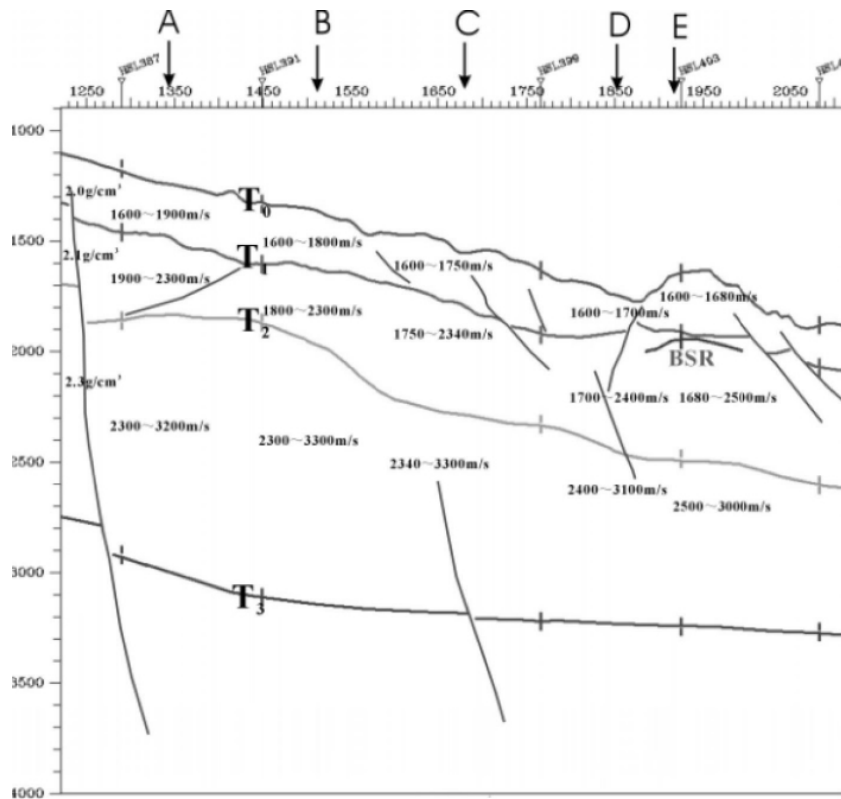 A B C D E
HSL387 HSL391 HSL399 HSL403
1250 1350 1450 1550 1650 1750 1850 1950 2050
1000
2.0g/cm³
1600~1900m/s
T₀
1600~1800m/s
1500
2.1g/cm³
1900~2300m/s
T₁
1600~1750m/s
1600~1680m/s
1600~1700m/s
1800~2300m/s
T₂
1750~2340m/s
2000
BSR
2.3g/cm³
1700~2400m/s
1680~2500m/s
2300~3200m/s
2300~3300m/s
2340~3300m/s
2500
2400~3100m/s
2500~3000m/s
3000
T₃
3500
4000